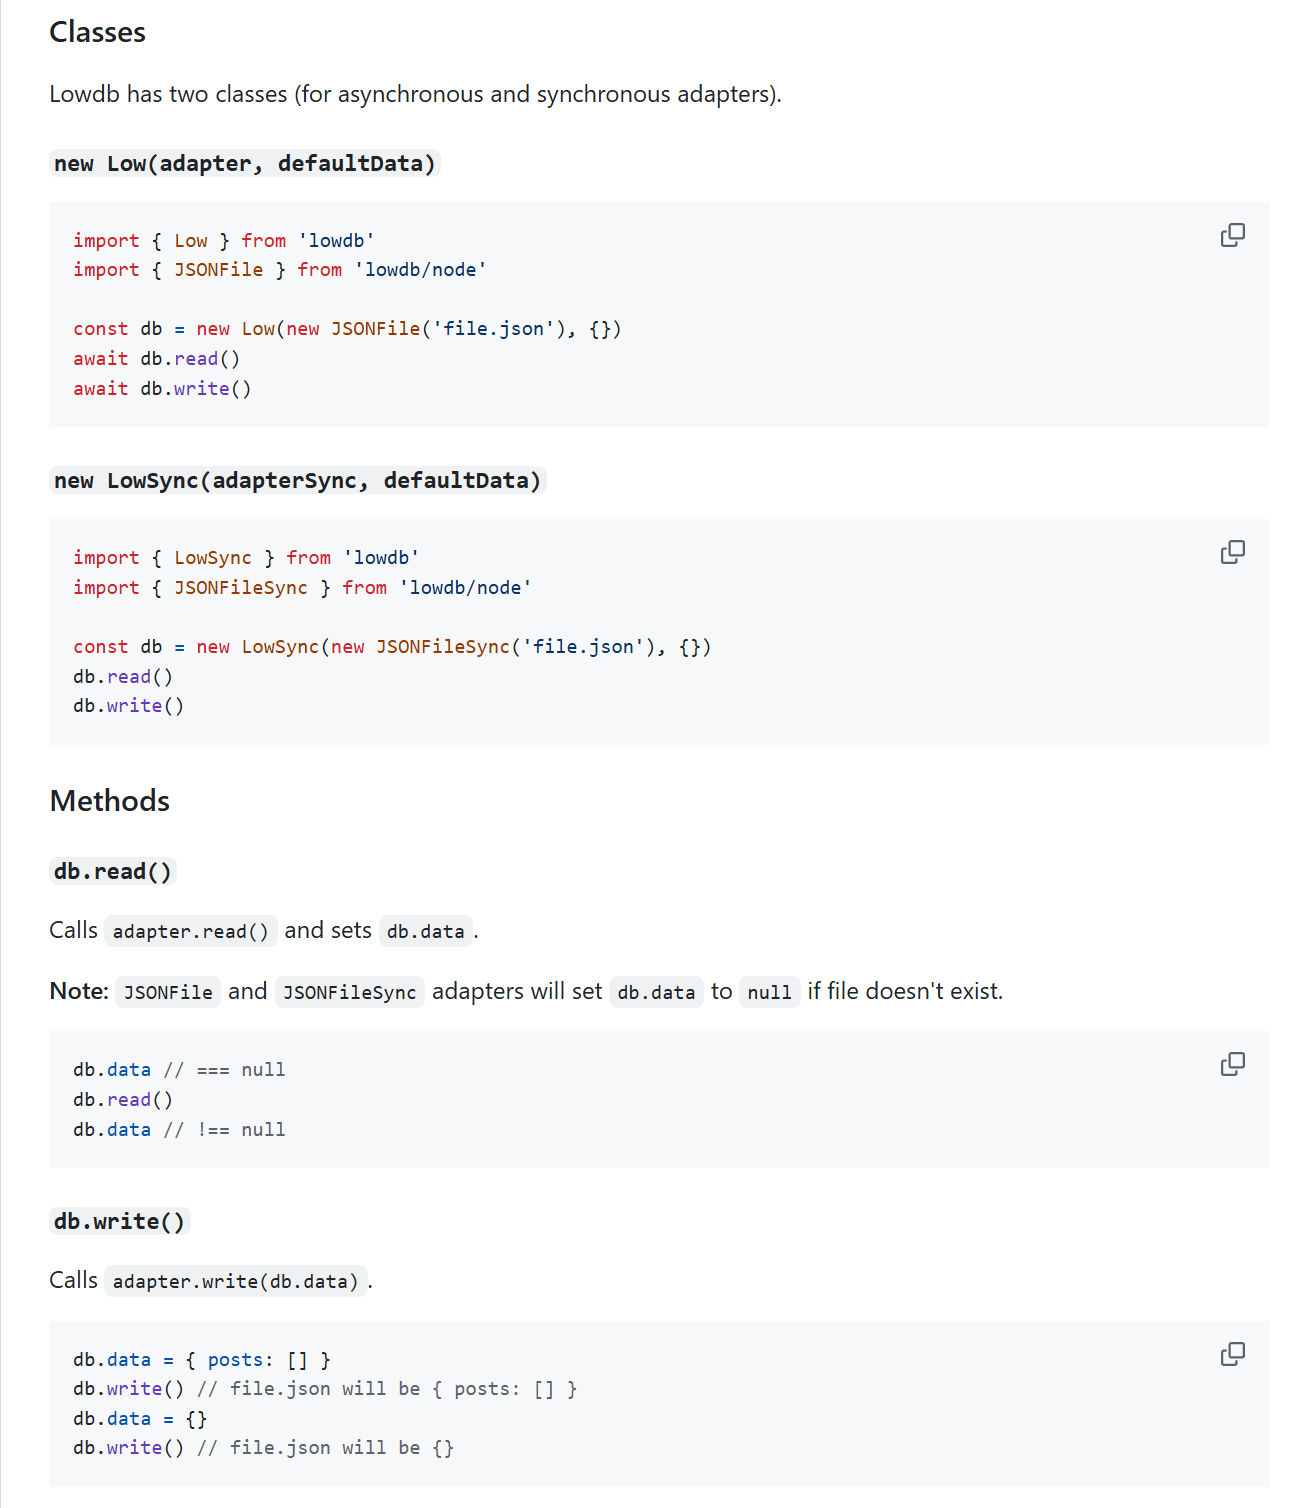 Classes
Lowdb has two classes (for asynchronous and synchronous adapters).
new Low(adapter, defaultData)
import { Low } from 'lowdb'
import { JSONFile } from 'lowdb/node'
const db = new Low(new JSONFile('file.json'), {})
await db.read()
await db.write()
new LowSync(adapterSync, defaultData)
import { LowSync } from 'lowdb'
import { JSONFileSync } from 'lowdb/node'
const db = new LowSync(new JSONFileSync('file.json'), {})
db.read()
db.write()
Methods
db.read()
Calls adapter.read() and sets db.data.
Note: JSONFile and JSONFileSync adapters will set db.data to null if file doesn't exist.
db.data // === null
db.read()
db.data // !== null
db.write()
Calls adapter.write(db.data).
db.data = { posts: [] }
db.write() // file.json will be { posts: [] }
db.data = {}
db.write() // file.json will be {}